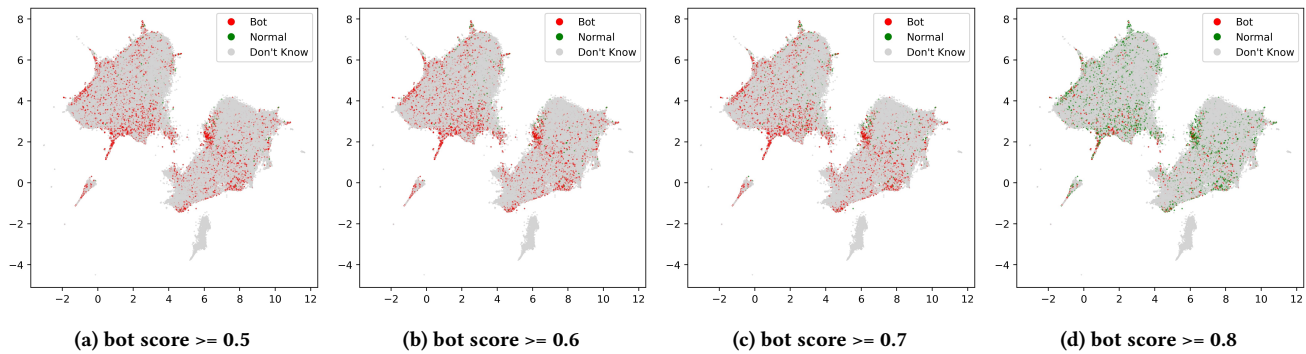 8
6
4
2
0
−2
−4
−2 0 2 4 6 8 10 12
Bot
Normal
Don't Know
(a) bot score >= 0.5
8
6
4
2
0
−2
−4
−2 0 2 4 6 8 10 12
Bot
Normal
Don't Know
(b) bot score >= 0.6
8
6
4
2
0
−2
−4
−2 0 2 4 6 8 10 12
Bot
Normal
Don't Know
(c) bot score >= 0.7
8
6
4
2
0
−2
−4
−2 0 2 4 6 8 10 12
Bot
Normal
Don't Know
(d) bot score >= 0.8